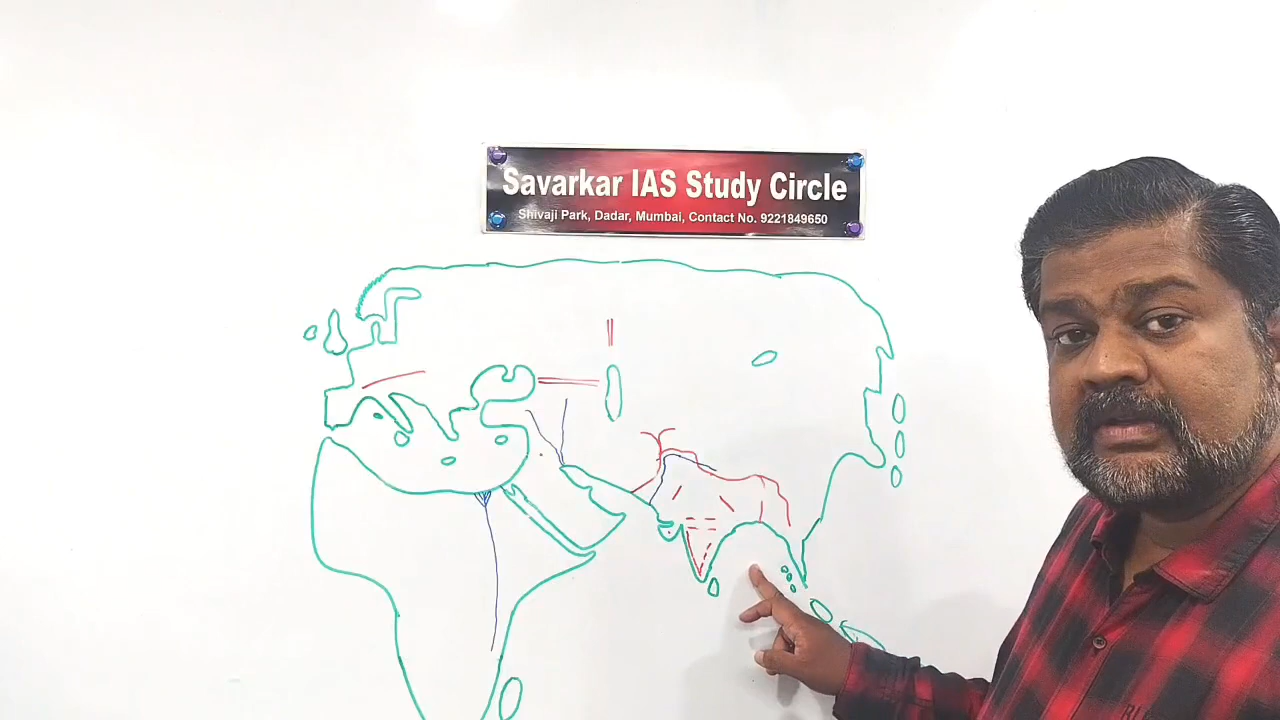 Savarkar IAS Study Circle
Shivaji Park, Dadar, Mumbai, Contact No. 9221849650